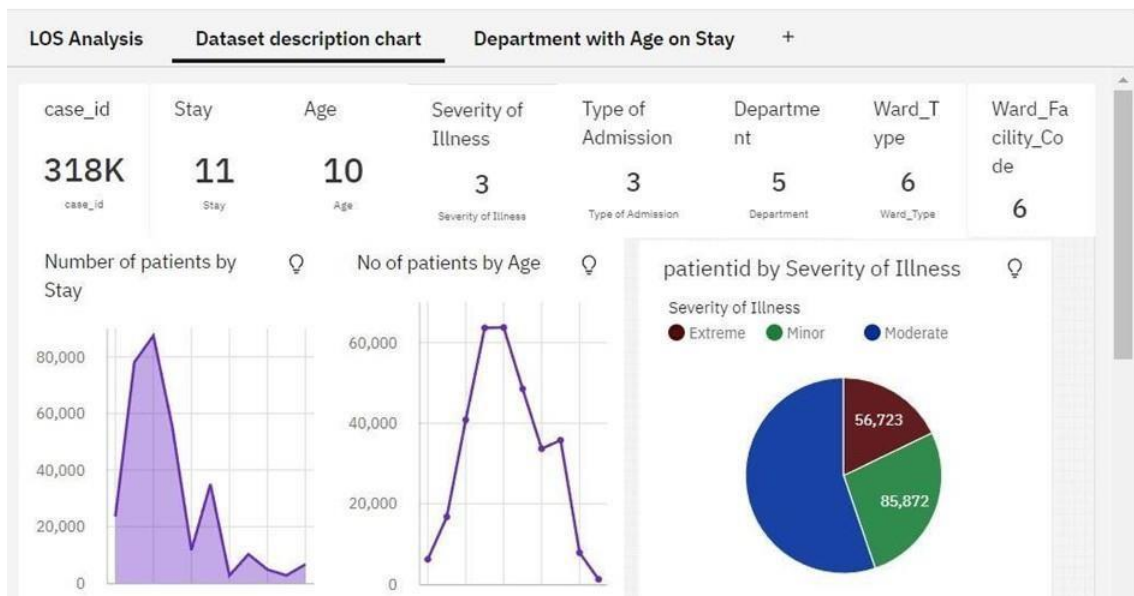 LOS Analysis
Dataset description chart
Department with Age on Stay
+
case_id
318K
case_id
Stay
11
Stay
Age
10
Age
Severity of
Illness
3
Severity of Illness
Type of
Admission
3
Type of Admission
Departme
nt
5
Department
Ward_T
ype
6
Ward_Type
Ward_Fa
cility_Co
de
6
Number of patients by
Stay
80,000
60,000
40,000
20,000
0
No of patients by Age
60,000
40,000
20,000
0
patientid by Severity of Illness
Severity of Illness
Extreme
Minor
Moderate
56,723
85,872